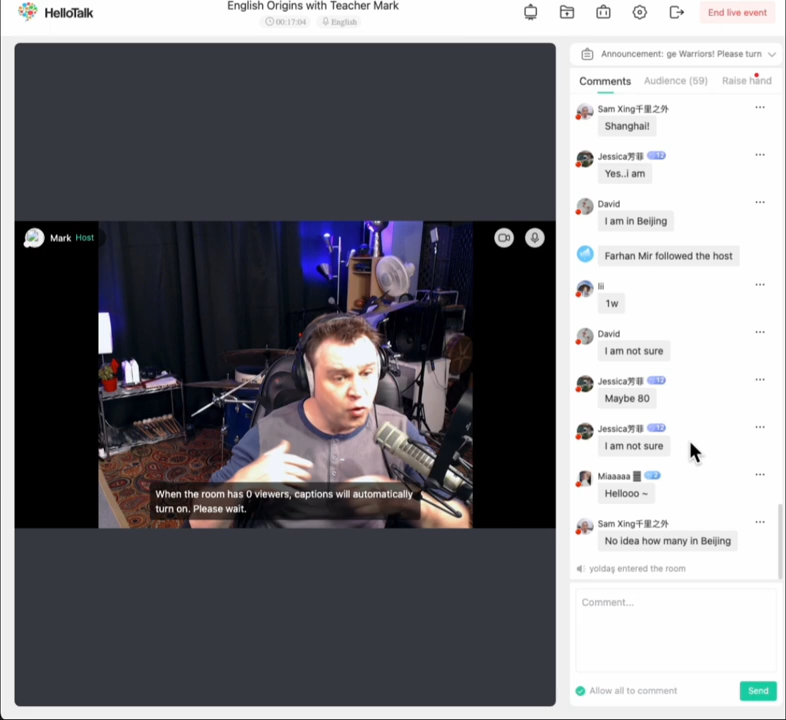 HelloTalk
English Origins with Teacher Mark
00:17:04
English
End live event
Mark Host
When the room has 0 viewers, captions will automatically
turn on. Please wait.
Announcement: ge Warriors! Please turn
Comments
Audience (59)
Raise hand
Sam Xing千里之外
Shanghai!
Jessica芳菲
Yes..i am
David
I am in Beijing
Farhan Mir followed the host
lii
1w
David
I am not sure
Jessica芳菲
Maybe 80
Jessica芳菲
I am not sure
Miaaaaa
Hellooo ~
Sam Xing千里之外
No idea how many in Beijing
yoldaş entered the room
Comment...
Allow all to comment
Send